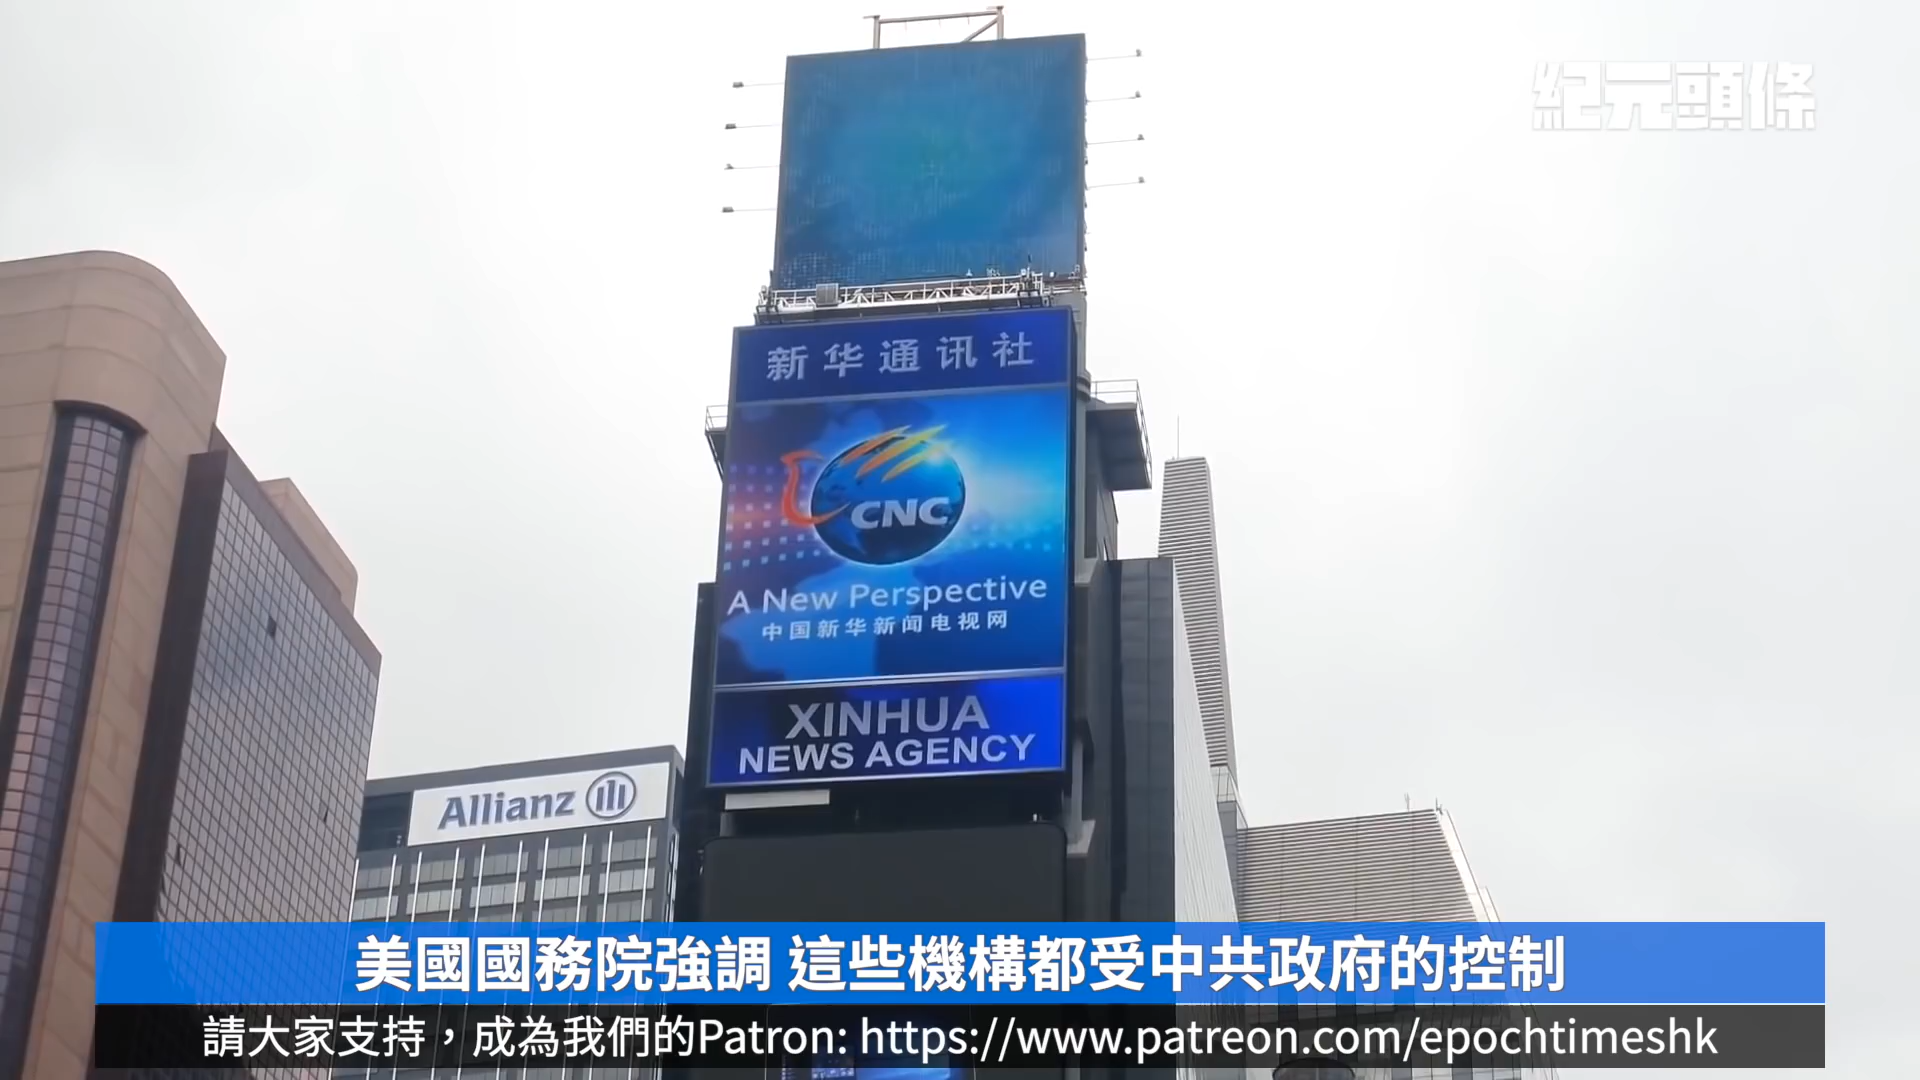 紀元頭條
新华通讯社
CNC
A New Perspective
中国新华新闻电视网
XINHUA
NEWS AGENCY
Allianz
美國國務院強調 這些機構都受中共政府的控制
請大家支持，成為我們的Patron: https://www.patreon.com/epochtimeshk